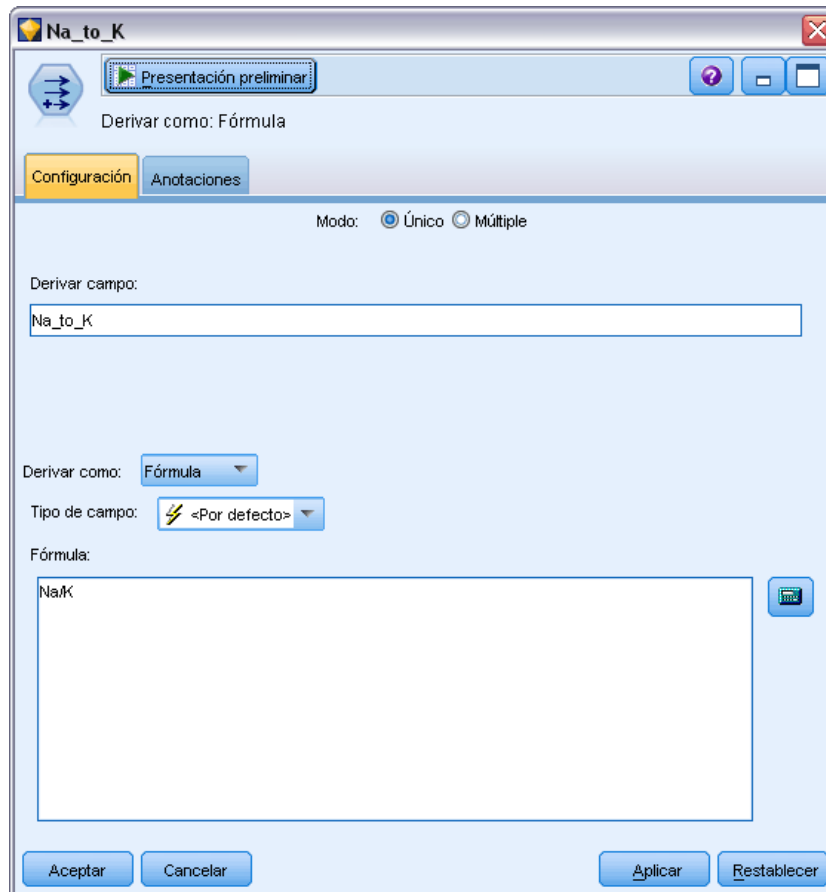 Na_to_K
Presentación preliminar
?
Derivar como: Fórmula
Configuración
Anotaciones
Modo: Único Múltiple
Derivar campo:
Na_to_K
Derivar como: Fórmula
Tipo de campo: <Por defecto>
Fórmula:
Na/K
Aceptar Cancelar Aplicar Restablecer